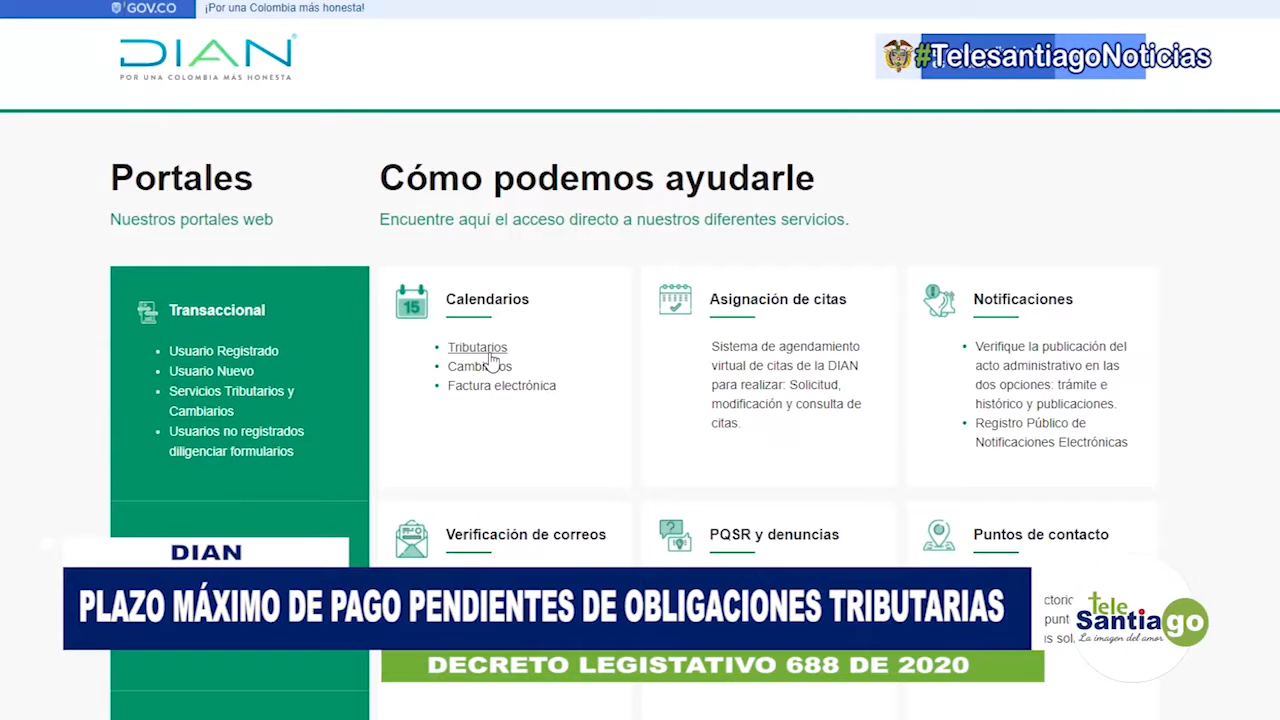 GOV.CO
¡Por una Colombia más honesta!
DIAN
POR UNA COLOMBIA MÁS HONESTA
#TelesantiagoNoticias
Portales
Nuestros portales web
Cómo podemos ayudarle
Encuentre aquí el acceso directo a nuestros diferentes servicios.
Transaccional
Usuario Registrado
Usuario Nuevo
Servicios Tributarios y
Cambiarios
Usuarios no registrados
diligenciar formularios
15
Calendarios
Tributarios
Cambiarios
Factura electrónica
Asignación de citas
Sistema de agendamiento
virtual de citas de la DIAN
para realizar: Solicitud,
modificación y consulta de
citas.
Notificaciones
Verifique la publicación del
acto administrativo en las
dos opciones: trámite e
histórico y publicaciones.
Registro Público de
Notificaciones Electrónicas
Verificación de correos
PQSR y denuncias
Puntos de contacto
DIAN
PLAZO MÁXIMO DE PAGO PENDIENTES DE OBLIGACIONES TRIBUTARIAS
DECRETO LEGISTATIVO 688 DE 2020
tele
Santiago
La imagen del amor